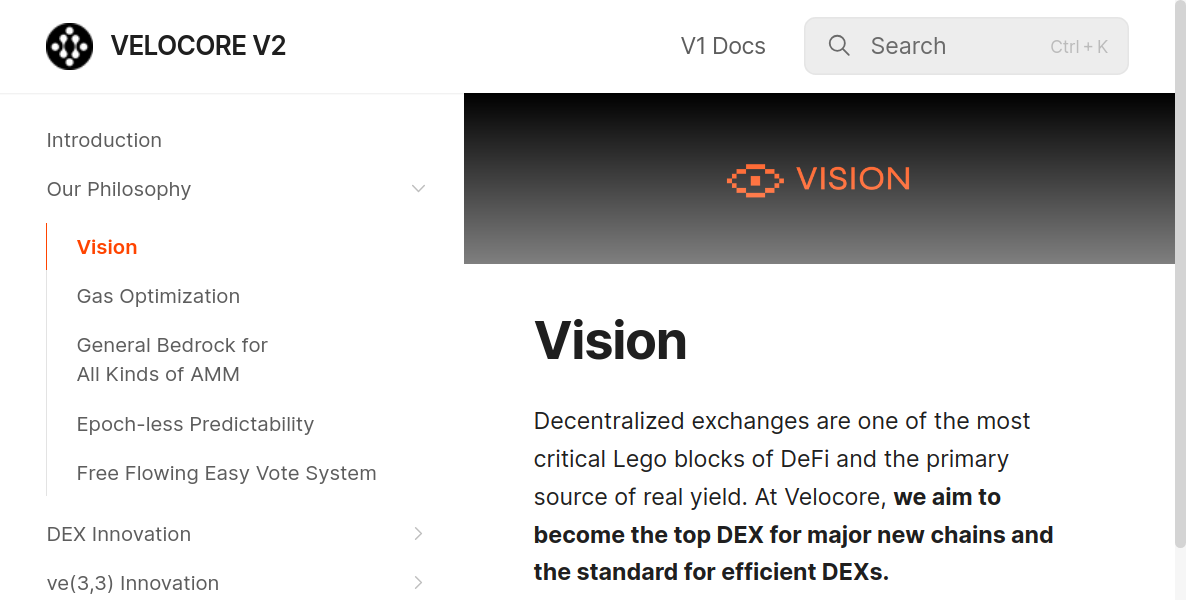 VELOCORE V2
V1 Docs
Search
Ctrl + K
Introduction
Our Philosophy
Vision
Gas Optimization
General Bedrock for
All Kinds of AMM
Epoch-less Predictability
Free Flowing Easy Vote System
DEX Innovation
ve(3,3) Innovation
VISION
Vision
Decentralized exchanges are one of the most
critical Lego blocks of DeFi and the primary
source of real yield. At Velocore, we aim to
become the top DEX for major new chains and
the standard for efficient DEXs.